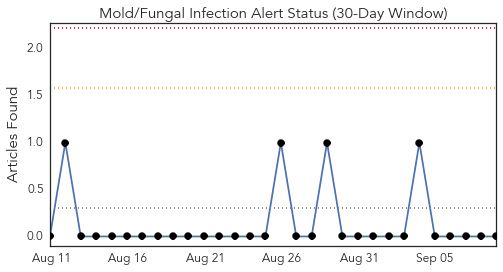 Mold/Fungal Infection Alert Status (30-Day Window)
Articles Found
2.0
1.5
1.0
0.5
0.0
Aug 11 Aug 16 Aug 21 Aug 26 Aug 31 Sep 05